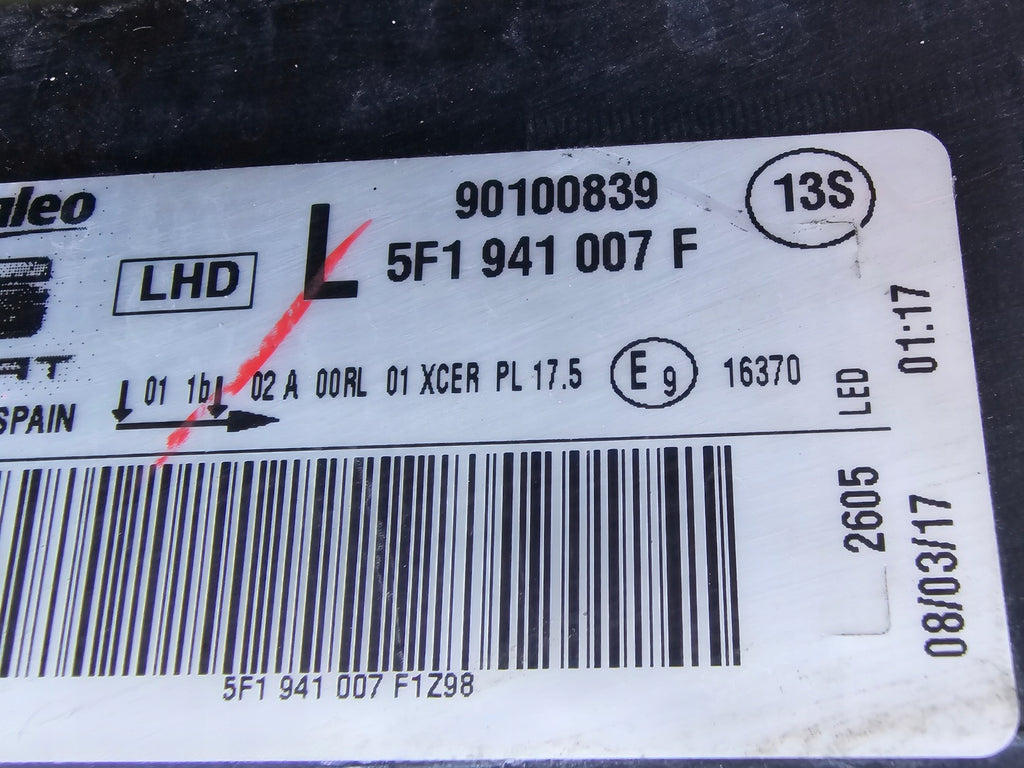 aleo
LHD
L
90100839
5F1 941 007 F
13S
01 1b 02 A 00RL 01 XCER PL 17.5
E9
16370
SPAIN
LED
01:17
2605
08/03/17
5F1 941 007 F1Z98